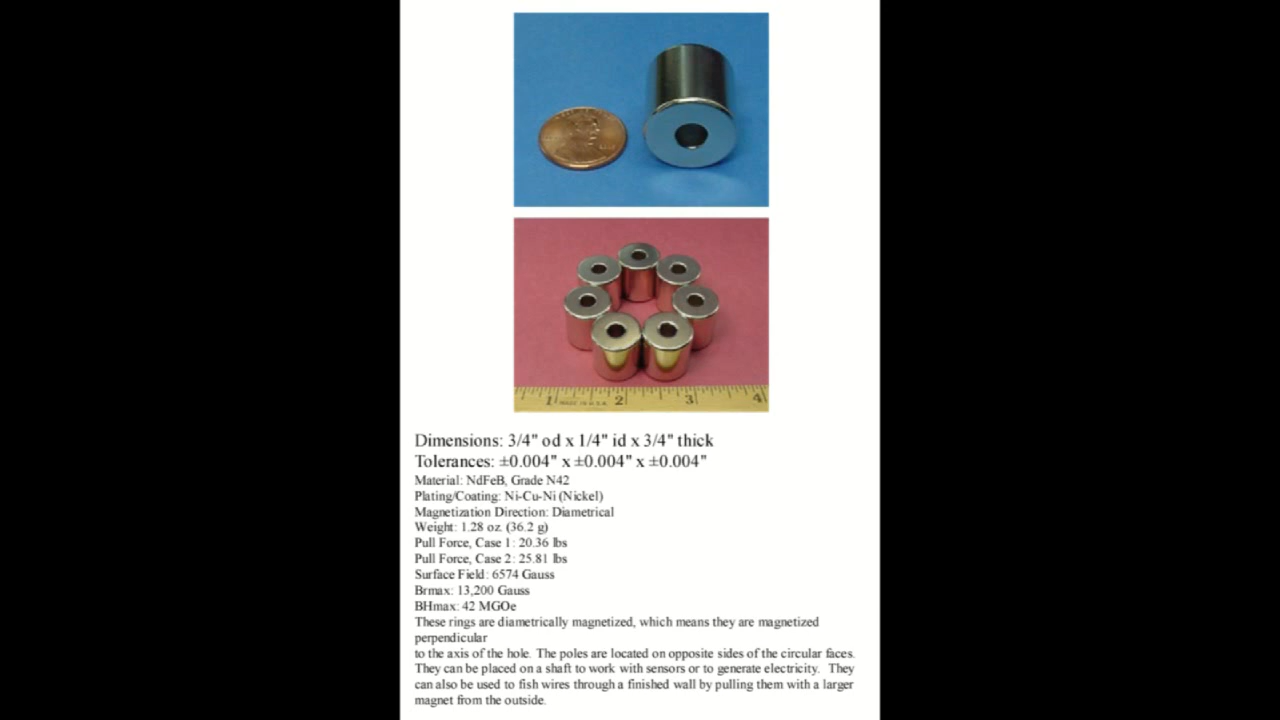 1 MADE IN U.S.A. 2 3 4
Dimensions: 3/4" od x 1/4" id x 3/4" thick
Tolerances: ±0.004" x ±0.004" x ±0.004"
Material: NdFeB, Grade N42
Plating/Coating: Ni-Cu-Ni (Nickel)
Magnetization Direction: Diametrical
Weight: 1.28 oz. (36.2 g)
Pull Force, Case 1: 20.36 lbs
Pull Force, Case 2: 25.81 lbs
Surface Field: 6574 Gauss
Brmax: 13,200 Gauss
BHmax: 42 MGOe
These rings are diametrically magnetized, which means they are magnetized
perpendicular
to the axis of the hole. The poles are located on opposite sides of the circular faces.
They can be placed on a shaft to work with sensors or to generate electricity. They
can also be used to fish wires through a finished wall by pulling them with a larger
magnet from the outside.